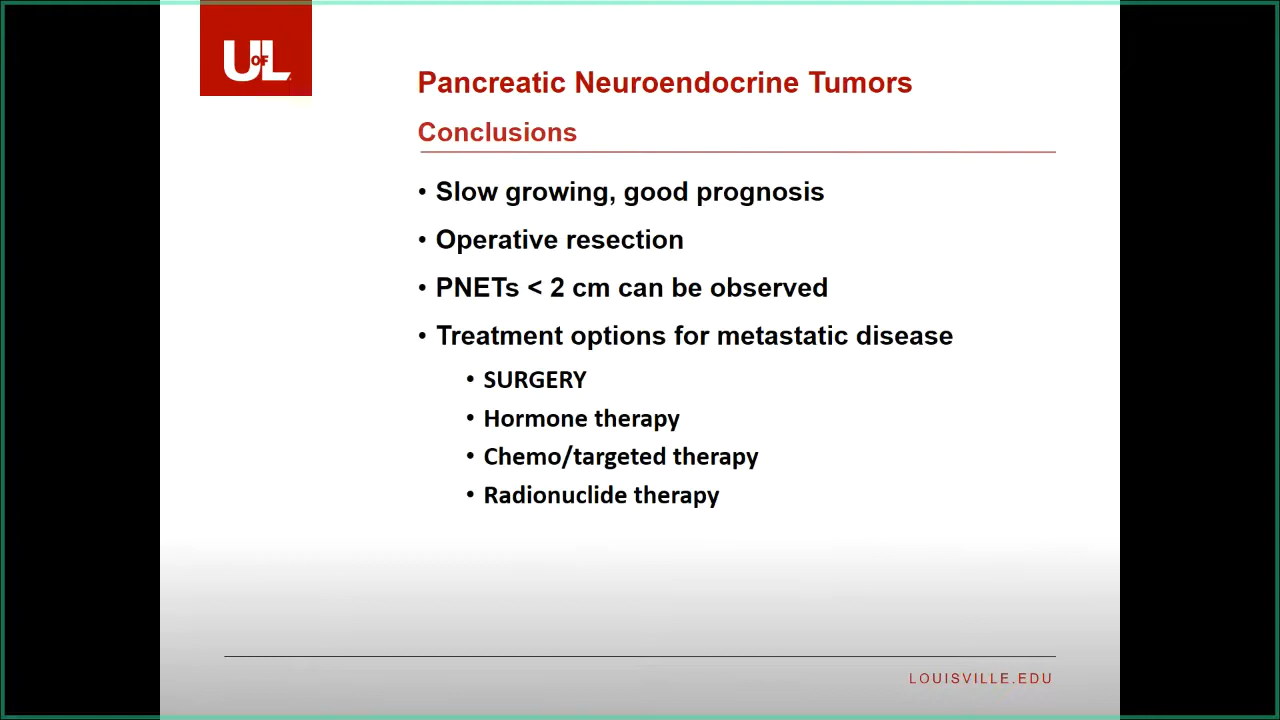 UofL
Pancreatic Neuroendocrine Tumors
Conclusions
• Slow growing, good prognosis
• Operative resection
• PNETs < 2 cm can be observed
• Treatment options for metastatic disease
• SURGERY
• Hormone therapy
• Chemo/targeted therapy
• Radionuclide therapy
LOUISVILLE.EDU